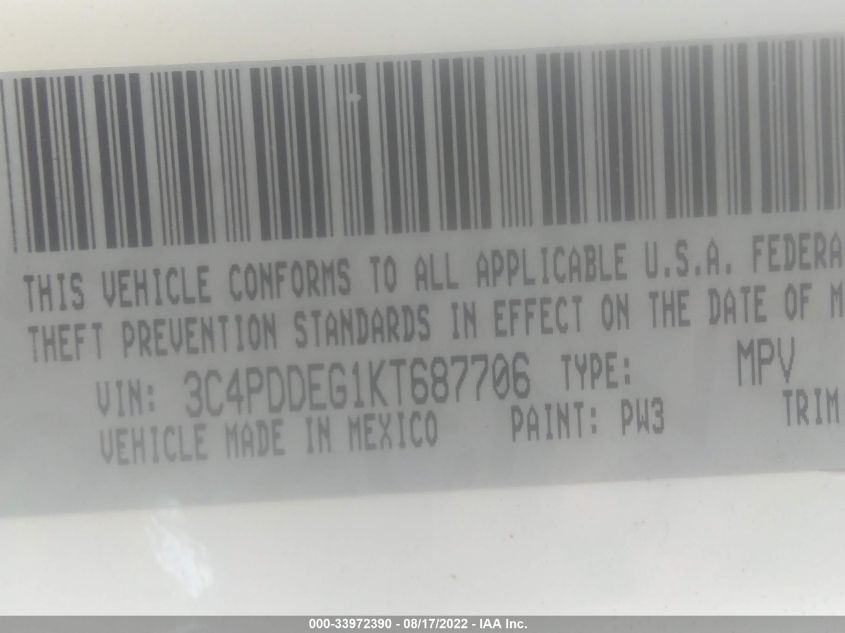 THIS VEHICLE CONFORMS TO ALL APPLICABLE U.S.A. FEDERA
THEFT PREVENTION STANDARDS IN EFFECT ON THE DATE OF M
VIN: 3C4PDDEG1KT687706 TYPE: MPV
VEHICLE MADE IN MEXICO PAINT: PW3 TRIM
000-33972390 - 08/17/2022 - IAA Inc.